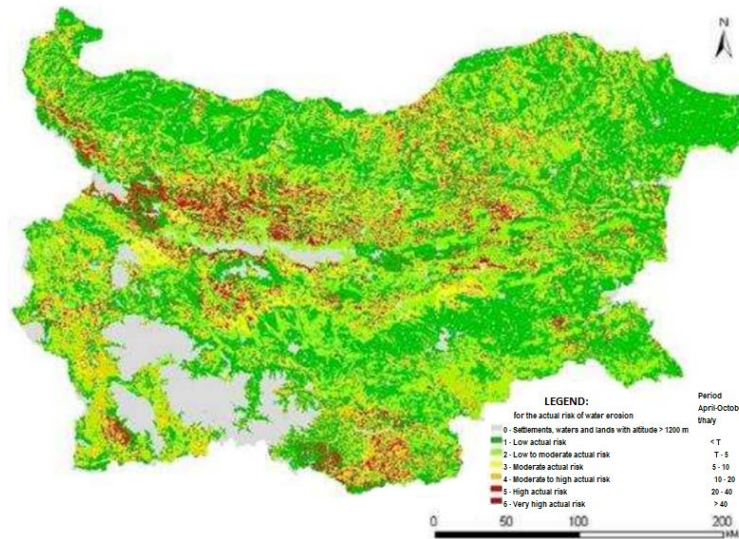 N
LEGEND:
for the actual risk of water erosion
Period
April-Octob
t/haly
0 - Settlements, waters and lands with altitude > 1200 m
1 - Low actual risk < T
2 - Low to moderate actual risk T - 5
3 - Moderate actual risk 5 - 10
4 - Moderate to high actual risk 10 - 20
5 - High actual risk 20 - 40
6 - Very high actual risk > 40
0 50 100 200
KM